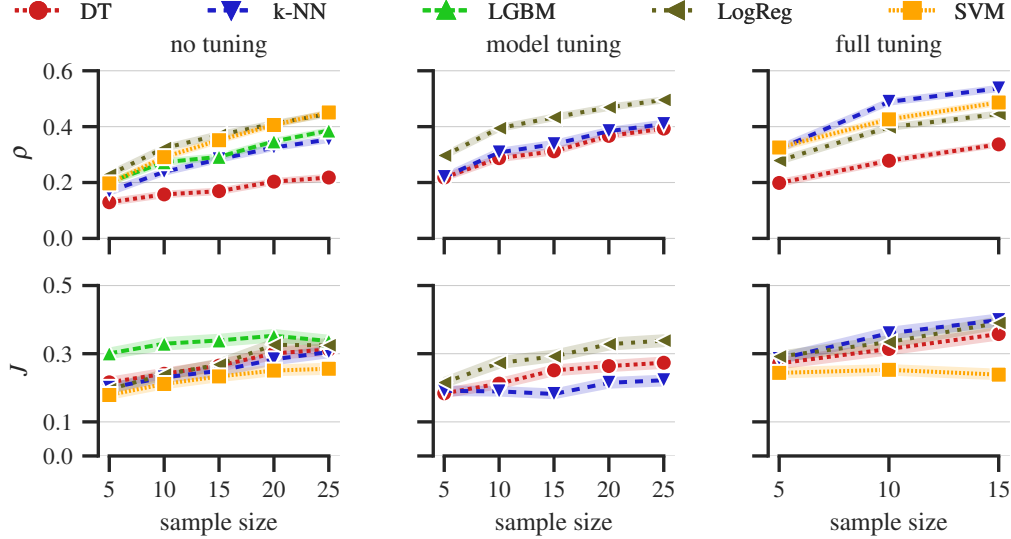 DT k-NN LGBM LogReg SVM
no tuning model tuning full tuning
0.6
0.4
ρ
0.2
0.0
0.5
0.3
J
0.1
0.0
5 10 15 20 25 5 10 15 20 25 5 10 15
sample size sample size sample size